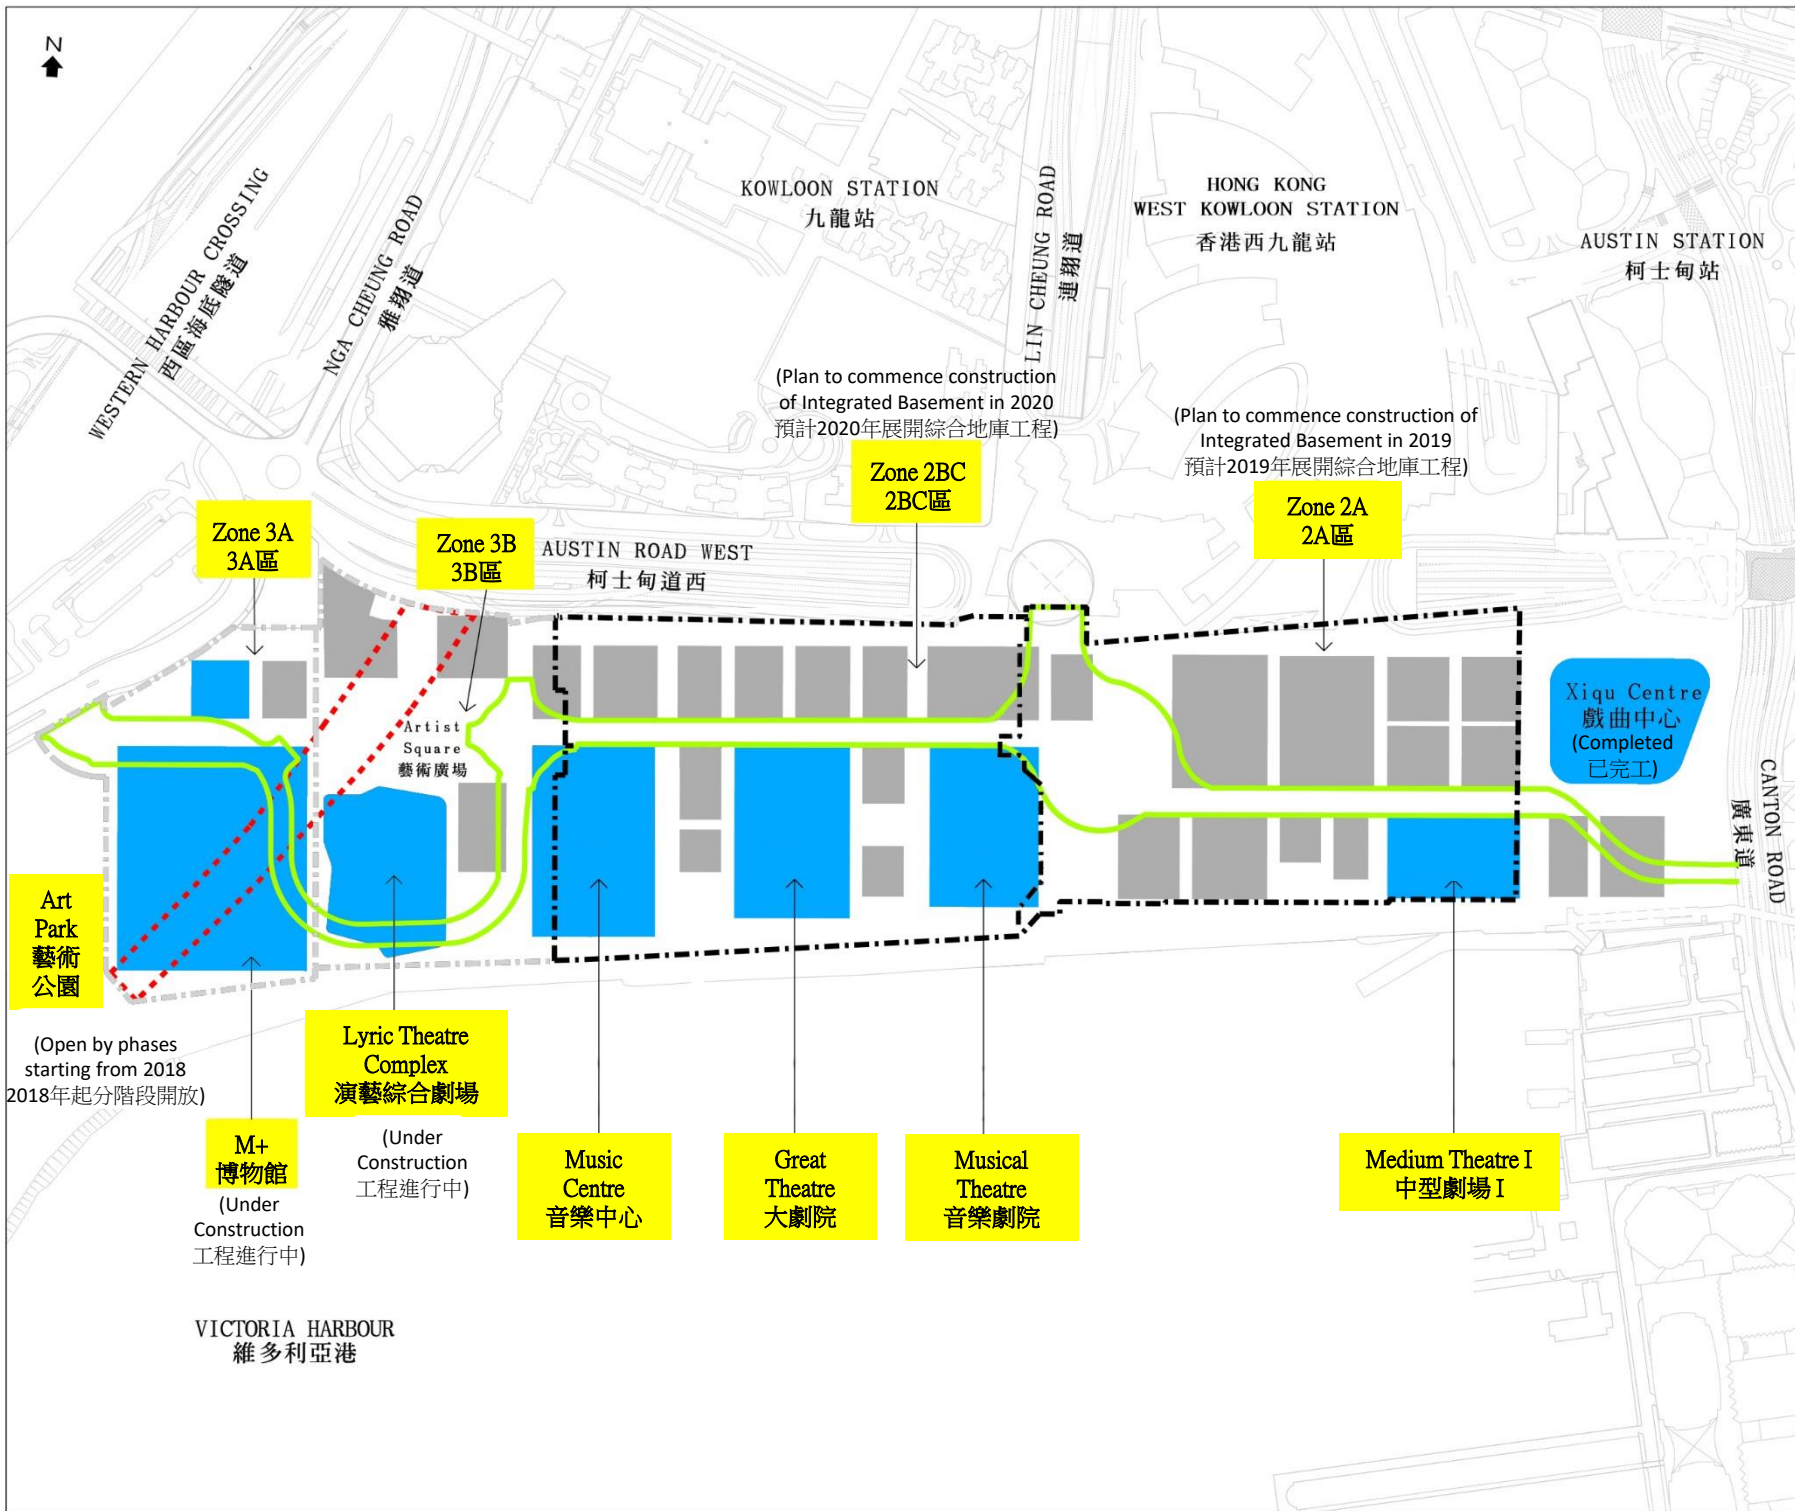 N
WESTERN HARBOUR CROSSING
西區海底隧道
NGA CHEUNG ROAD
雅翔道
KOWLOON STATION
九龍站
LIN CHEUNG ROAD
連翔道
HONG KONG
WEST KOWLOON STATION
香港西九龍站
AUSTIN STATION
柯士甸站
(Plan to commence construction
of Integrated Basement in 2020
預計2020年展開綜合地庫工程)
(Plan to commence construction of
Integrated Basement in 2019
預計2019年展開綜合地庫工程)
Zone 2BC
2BC區
Zone 2A
2A區
Zone 3A
3A區
Zone 3B
3B區
AUSTIN ROAD WEST
柯士甸道西
Artist
Square
藝術廣場
Xiqu Centre
戲曲中心
(Completed
已完工)
CANTON ROAD
廣東道
Art
Park
藝術
公園
(Open by phases
starting from 2018
2018年起分階段開放)
Lyric Theatre
Complex
演藝綜合劇場
(Under
Construction
工程進行中)
M+
博物館
(Under
Construction
工程進行中)
Music
Centre
音樂中心
Great
Theatre
大劇院
Musical
Theatre
音樂劇院
Medium Theatre I
中型劇場 I
VICTORIA HARBOUR
維多利亞港